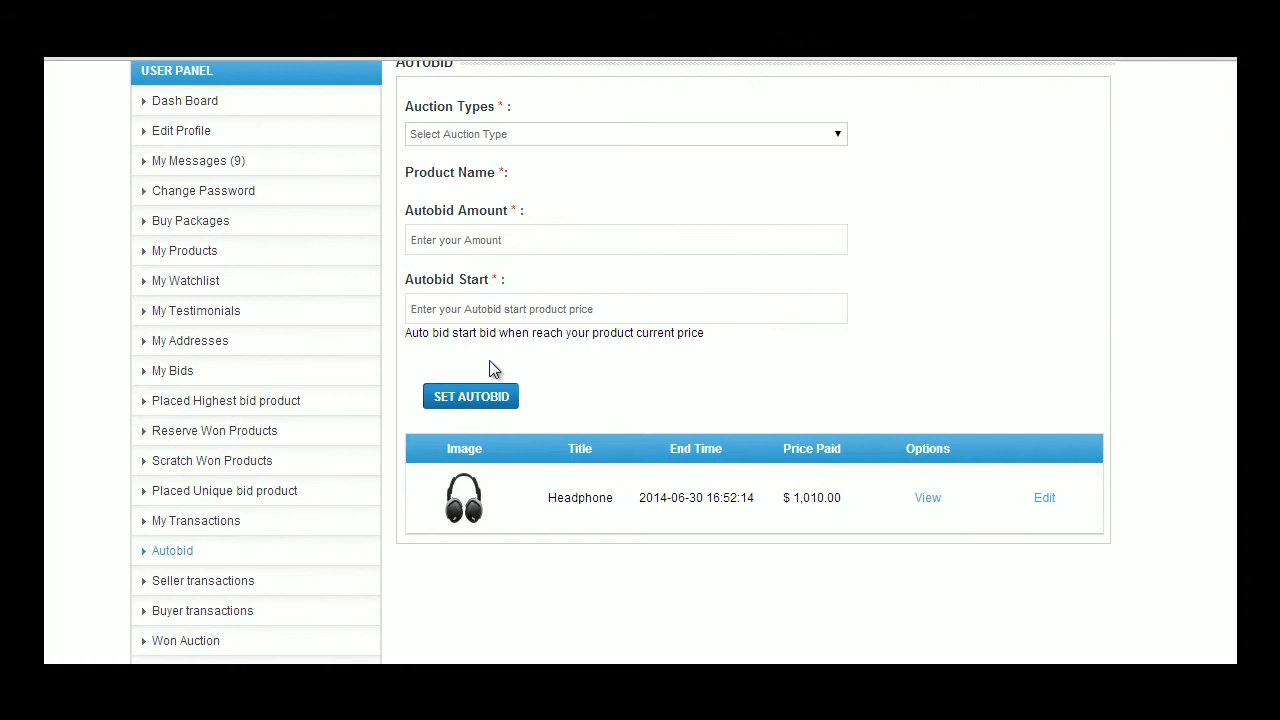 AUTOBID
USER PANEL
Dash Board
Edit Profile
My Messages (9)
Change Password
Buy Packages
My Products
My Watchlist
My Testimonials
My Addresses
My Bids
Placed Highest bid product
Reserve Won Products
Scratch Won Products
Placed Unique bid product
My Transactions
Autobid
Seller transactions
Buyer transactions
Won Auction
Auction Types * :
Select Auction Type
Product Name *:
Autobid Amount * :
Enter your Amount
Autobid Start * :
Enter your Autobid start product price
Auto bid start bid when reach your product current price
SET AUTOBID
Image Title End Time Price Paid Options
Headphone 2014-06-30 16:52:14 $ 1,010.00 View Edit